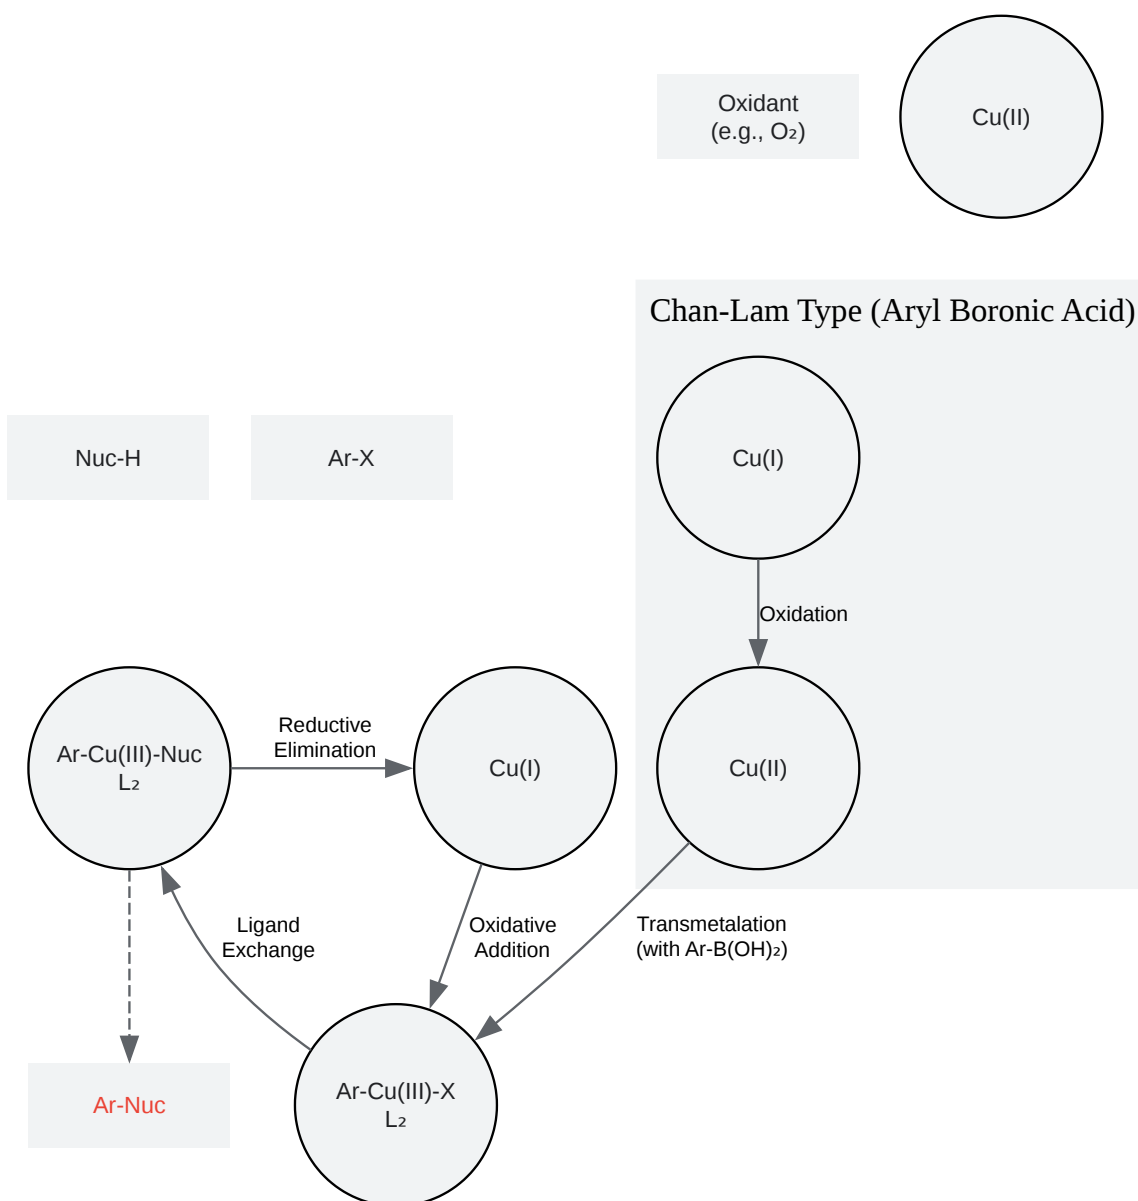 Oxidant
(e.g., O₂)
Cu(II)
Chan-Lam Type (Aryl Boronic Acid)
Cu(I)
Nuc-H
Ar-X
Oxidation
Ar-Cu(III)-Nuc
L₂
Reductive
Elimination
Cu(I)
Cu(II)
Ligand
Exchange
Oxidative
Addition
Transmetalation
(with Ar-B(OH)₂)
Ar-Nuc
Ar-Cu(III)-X
L₂